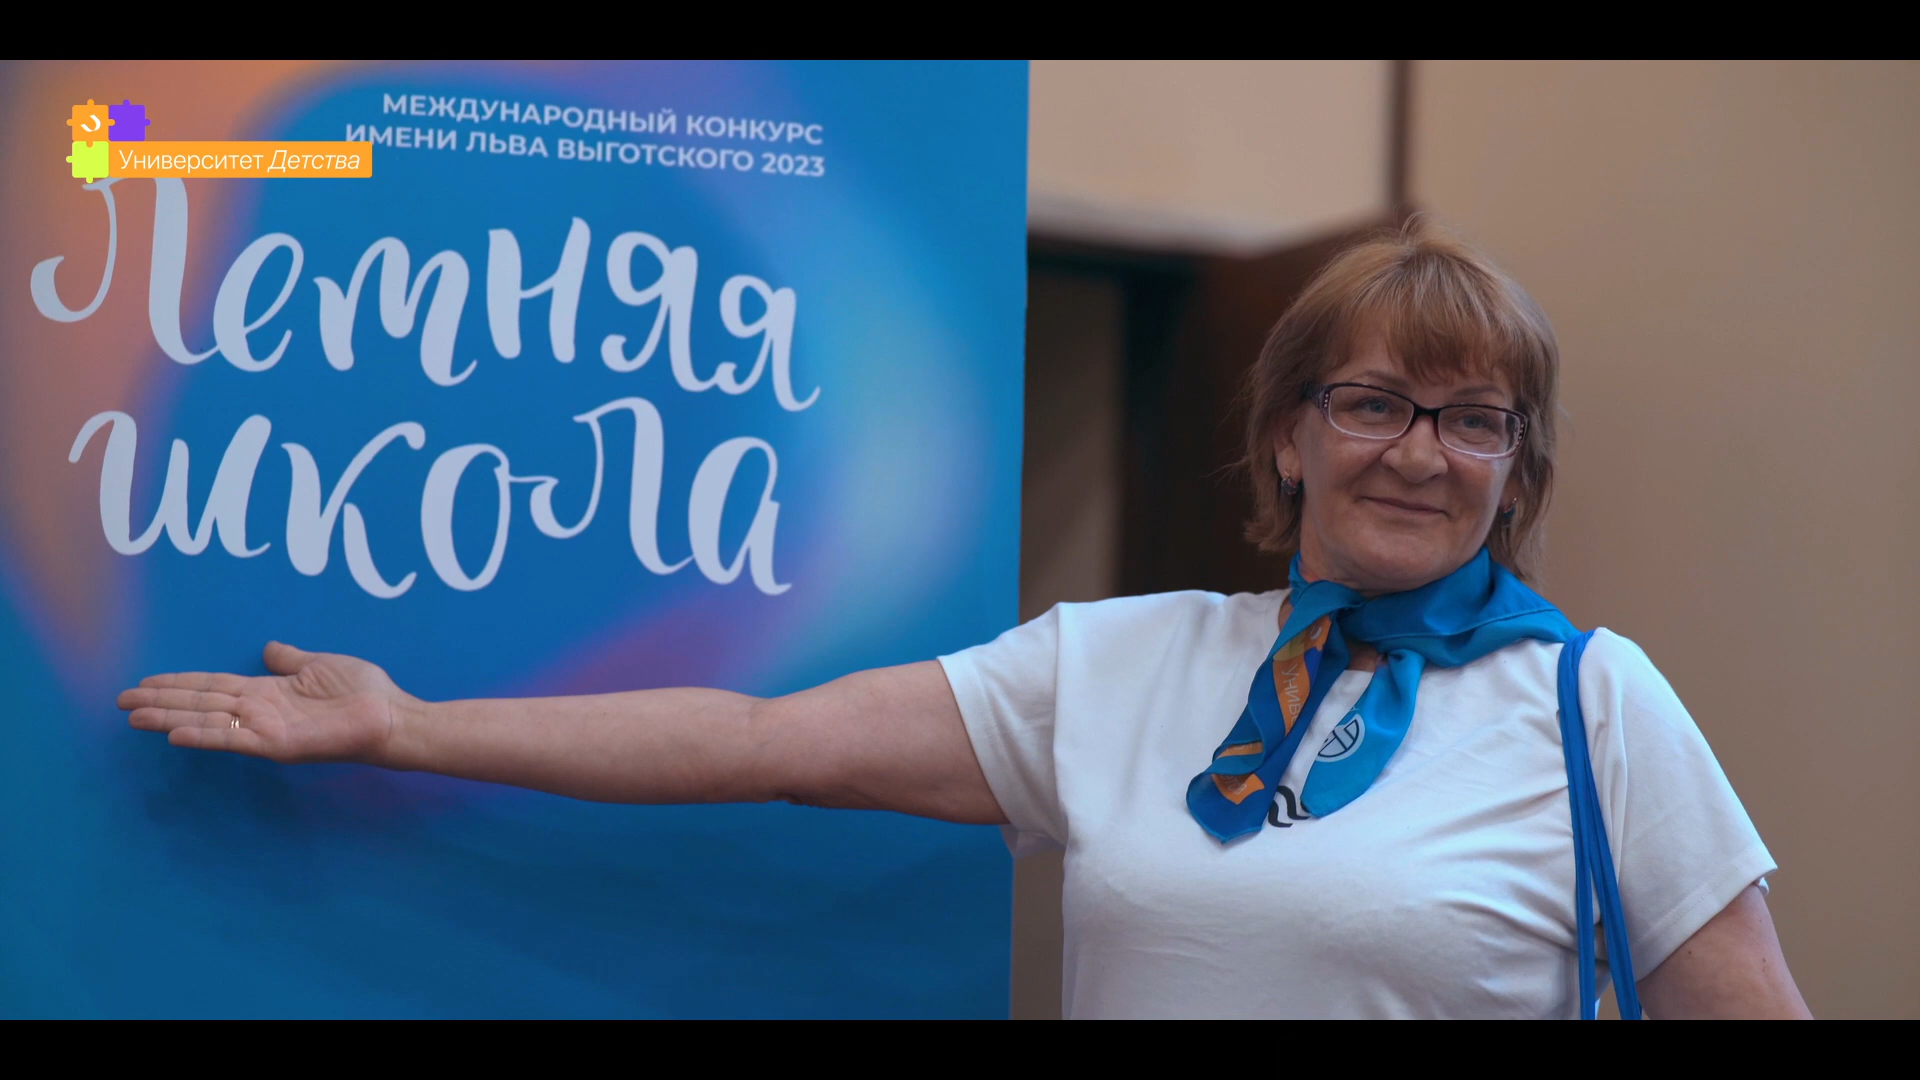 МЕЖДУНАРОДНЫЙ КОНКУРС
ИМЕНИ ЛЬВА ВЫГОТСКОГО 2023
Университет Детства
Летняя
школа